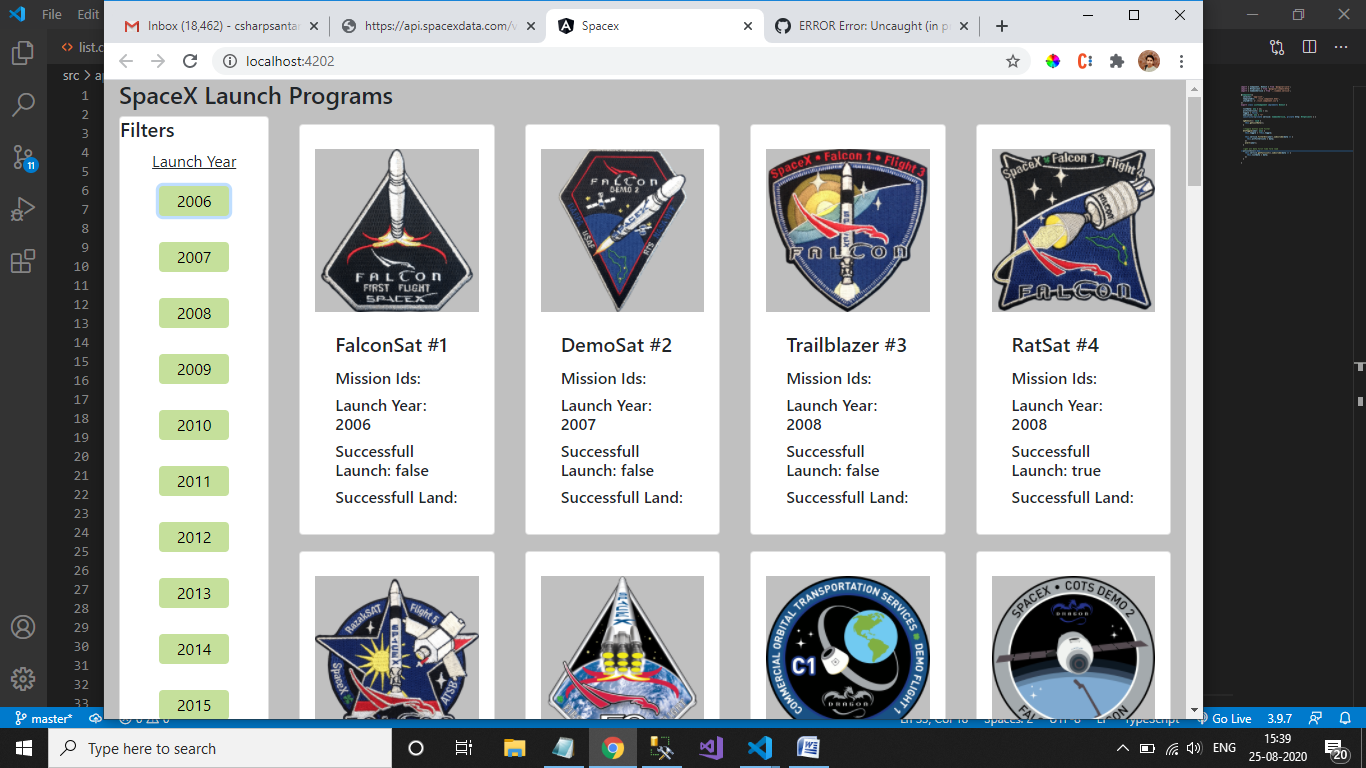 File Edit
Inbox (18,462) - csharpsantan
https://api.spacexdata.com/v
Spacex
ERROR Error: Uncaught (in p
list.c
localhost:4202
src
SpaceX Launch Programs
Filters
Launch Year
2006
2007
2008
2009
2010
2011
2012
2013
2014
2015
1
2
3
4
5
6
7
8
9
10
11
12
13
14
15
16
17
18
19
20
21
22
23
24
25
26
27
28
29
30
31
32
33
11
FALCON
FIRST FLIGHT
SPACEX
FalconSat #1
Mission Ids:
Launch Year:
2006
Successfull
Launch: false
Successfull Land:
FALCON
DEMO 2
DemoSat #2
Mission Ids:
Launch Year:
2007
Successfull
Launch: false
Successfull Land:
SpaceX • Falcon 1 • Flight 3
FALCON
Trailblazer #3
Mission Ids:
Launch Year:
2008
Successfull
Launch: false
Successfull Land:
SpaceX Falcon 1 Flight 4
FALCON
RatSat #4
Mission Ids:
Launch Year:
2008
Successfull
Launch: true
Successfull Land:
RazakSAT Flight 5
SpaceX
ATSB
COMMERCIAL ORBITAL TRANSPORTATION SERVICES • DEMO FLIGHT 1
C1
DRAGON
SPACEX • COTS DEMO 2
DRAGON
master*
TypeScript
Go Live
3.9.7
Type here to search
ENG
15:39
25-08-2020
20